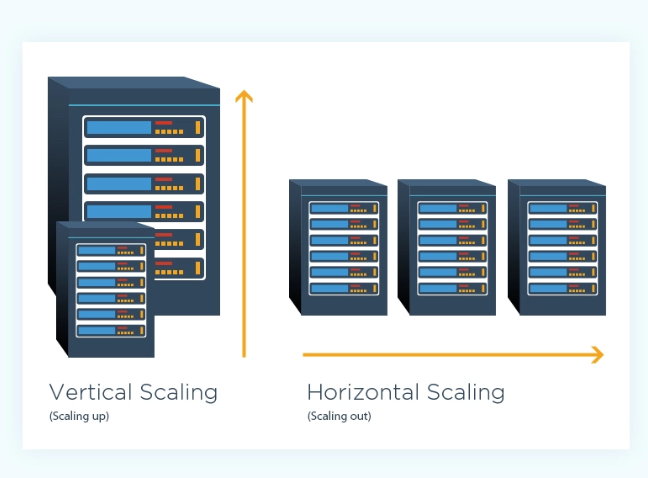 Vertical Scaling
(Scaling up)
Horizontal Scaling
(Scaling out)